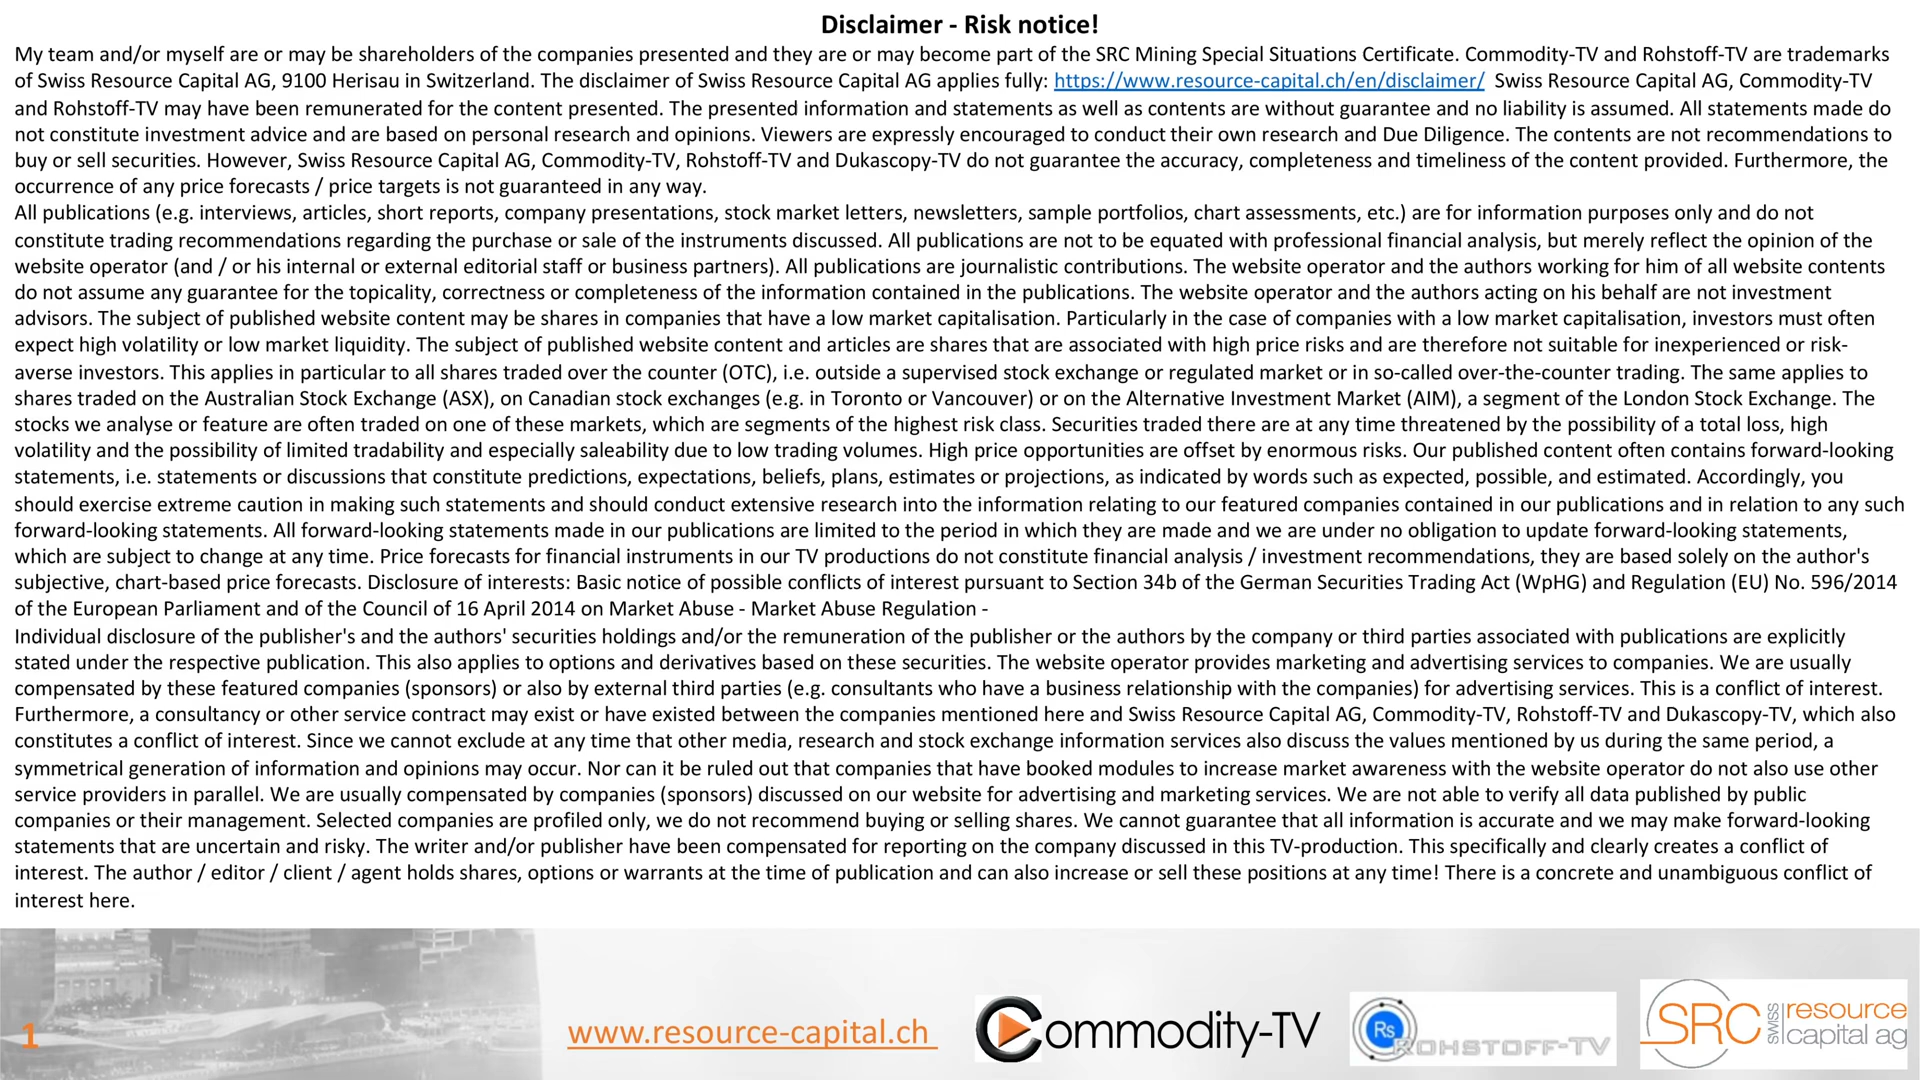 Disclaimer - Risk notice!
My team and/or myself are or may be shareholders of the companies presented and they are or may become part of the SRC Mining Special Situations Certificate. Commodity-TV and Rohstoff-TV are trademarks
of Swiss Resource Capital AG, 9100 Herisau in Switzerland. The disclaimer of Swiss Resource Capital AG applies fully: https://www.resource-capital.ch/en/disclaimer/ Swiss Resource Capital AG, Commodity-TV
and Rohstoff-TV may have been remunerated for the content presented. The presented information and statements as well as contents are without guarantee and no liability is assumed. All statements made do
not constitute investment advice and are based on personal research and opinions. Viewers are expressly encouraged to conduct their own research and Due Diligence. The contents are not recommendations to
buy or sell securities. However, Swiss Resource Capital AG, Commodity-TV, Rohstoff-TV and Dukascopy-TV do not guarantee the accuracy, completeness and timeliness of the content provided. Furthermore, the
occurrence of any price forecasts / price targets is not guaranteed in any way.
All publications (e.g. interviews, articles, short reports, company presentations, stock market letters, newsletters, sample portfolios, chart assessments, etc.) are for information purposes only and do not
constitute trading recommendations regarding the purchase or sale of the instruments discussed. All publications are not to be equated with professional financial analysis, but merely reflect the opinion of the
website operator (and / or his internal or external editorial staff or business partners). All publications are journalistic contributions. The website operator and the authors working for him of all website contents
do not assume any guarantee for the topicality, correctness or completeness of the information contained in the publications. The website operator and the authors acting on his behalf are not investment
advisors. The subject of published website content may be shares in companies that have a low market capitalisation. Particularly in the case of companies with a low market capitalisation, investors must often
expect high volatility or low market liquidity. The subject of published website content and articles are shares that are associated with high price risks and are therefore not suitable for inexperienced or risk-
averse investors. This applies in particular to all shares traded over the counter (OTC), i.e. outside a supervised stock exchange or regulated market or in so-called over-the-counter trading. The same applies to
shares traded on the Australian Stock Exchange (ASX), on Canadian stock exchanges (e.g. in Toronto or Vancouver) or on the Alternative Investment Market (AIM), a segment of the London Stock Exchange. The
stocks we analyse or feature are often traded on one of these markets, which are segments of the highest risk class. Securities traded there are at any time threatened by the possibility of a total loss, high
volatility and the possibility of limited tradability and especially saleability due to low trading volumes. High price opportunities are offset by enormous risks. Our published content often contains forward-looking
statements, i.e. statements or discussions that constitute predictions, expectations, beliefs, plans, estimates or projections, as indicated by words such as expected, possible, and estimated. Accordingly, you
should exercise extreme caution in making such statements and should conduct extensive research into the information relating to our featured companies contained in our publications and in relation to any such
forward-looking statements. All forward-looking statements made in our publications are limited to the period in which they are made and we are under no obligation to update forward-looking statements,
which are subject to change at any time. Price forecasts for financial instruments in our TV productions do not constitute financial analysis / investment recommendations, they are based solely on the author's
subjective, chart-based price forecasts. Disclosure of interests: Basic notice of possible conflicts of interest pursuant to Section 34b of the German Securities Trading Act (WpHG) and Regulation (EU) No. 596/2014
of the European Parliament and of the Council of 16 April 2014 on Market Abuse - Market Abuse Regulation -
Individual disclosure of the publisher's and the authors' securities holdings and/or the remuneration of the publisher or the authors by the company or third parties associated with publications are explicitly
stated under the respective publication. This also applies to options and derivatives based on these securities. The website operator provides marketing and advertising services to companies. We are usually
compensated by these featured companies (sponsors) or also by external third parties (e.g. consultants who have a business relationship with the companies) for advertising services. This is a conflict of interest.
Furthermore, a consultancy or other service contract may exist or have existed between the companies mentioned here and Swiss Resource Capital AG, Commodity-TV, Rohstoff-TV and Dukascopy-TV, which also
constitutes a conflict of interest. Since we cannot exclude at any time that other media, research and stock exchange information services also discuss the values mentioned by us during the same period, a
symmetrical generation of information and opinions may occur. Nor can it be ruled out that companies that have booked modules to increase market awareness with the website operator do not also use other
service providers in parallel. We are usually compensated by companies (sponsors) discussed on our website for advertising and marketing services. We are not able to verify all data published by public
companies or their management. Selected companies are profiled only, we do not recommend buying or selling shares. We cannot guarantee that all information is accurate and we may make forward-looking
statements that are uncertain and risky. The writer and/or publisher have been compensated for reporting on the company discussed in this TV-production. This specifically and clearly creates a conflict of
interest. The author / editor / client / agent holds shares, options or warrants at the time of publication and can also increase or sell these positions at any time! There is a concrete and unambiguous conflict of
interest here.
1
www.resource-capital.ch
Commodity-TV
Rs ROHSTOFF-TV
SRC swiss resource capital ag